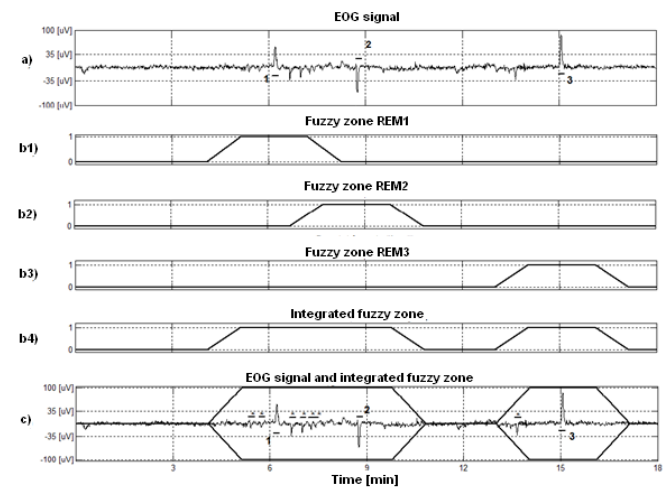 EOG signal
a)
100 [uV]
35 [uV]
35 [uV]
-100 [uV]
1
2
3
Fuzzy zone REM1
b1)
1
0
Fuzzy zone REM2
b2)
1
0
Fuzzy zone REM3
b3)
1
0
Integrated fuzzy zone
b4)
1
0
EOG signal and integrated fuzzy zone
c)
100 [uV]
35 [uV]
-35 [uV]
-100 [uV]
1
2
3
3 6 9 12 15 18
Time [min]